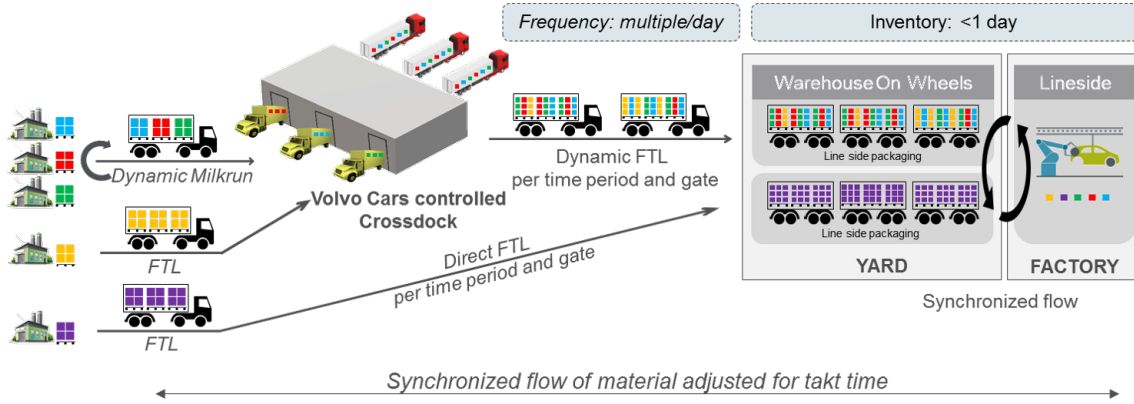 Frequency: multiple/day
Inventory: <1 day
Warehouse On Wheels
Lineside
Line side packaging
Line side packaging
YARD
FACTORY
Synchronized flow
Dynamic Milkrun
Volvo Cars controlled
Crossdock
Dynamic FTL
per time period and gate
FTL
Direct FTL
per time period and gate
FTL
Synchronized flow of material adjusted for takt time